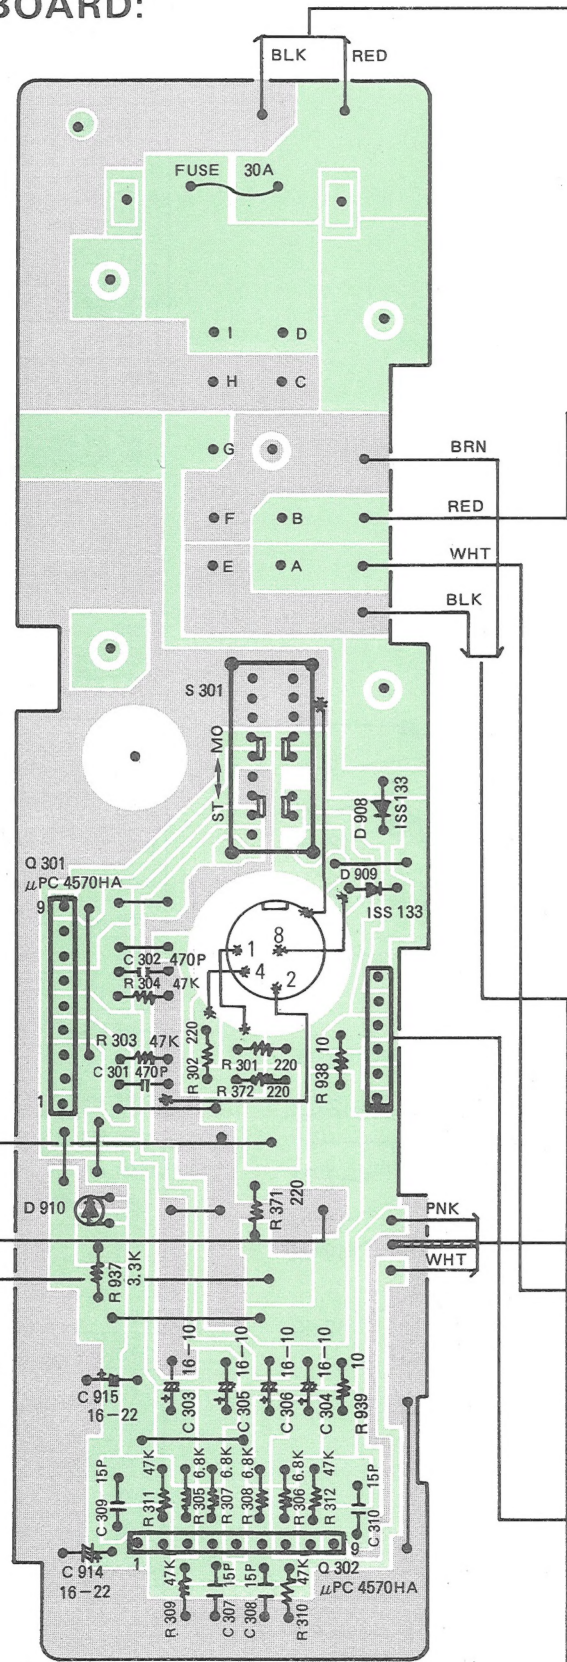 BOARD:
BLK RED
FUSE 30A
I D
H C
G
BRN
F B
RED
E A
WHT
BLK
S 301
MO
ST
D 908
ISS133
Q 301
μPC 4570HA
D 909
ISS 133
9
C 302 470P
R 304 47K
1
8
4
2
R 303 47K
C 301 470P
R 302 220
R 301 220
R 372 220
R 938 10
1
D 910
R 371 220
PNK
WHT
R 937 3.3K
C 915
16-22
C 303 16-10
C 305 16-10
C 306 16-10
C 304 16-10
R 939 10
C 309 15P
R 311 47K
R 305 6.8K
R 307 6.8K
R 308 6.8K
R 306 6.8K
R 312 47K
C 310 15P
C 914
16-22
1
9
Q 302
μPC 4570HA
R 309 47K
C 307 15P
C 308 15P
R 310 47K